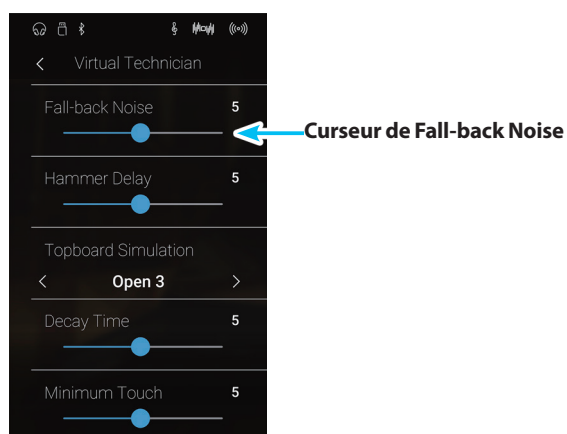 Virtual Technician
Fall-back Noise 5
Curseur de Fall-back Noise
Hammer Delay 5
Topboard Simulation
< Open 3 >
Decay Time 5
Minimum Touch 5